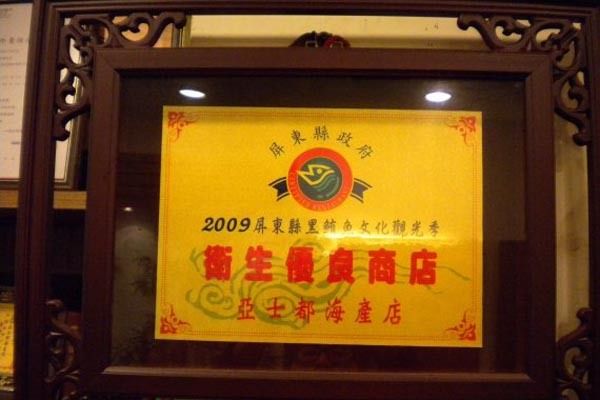 屏東縣政府
2009屏東縣黑鮪魚文化觀光季
衛生優良商店
亞士都海產店